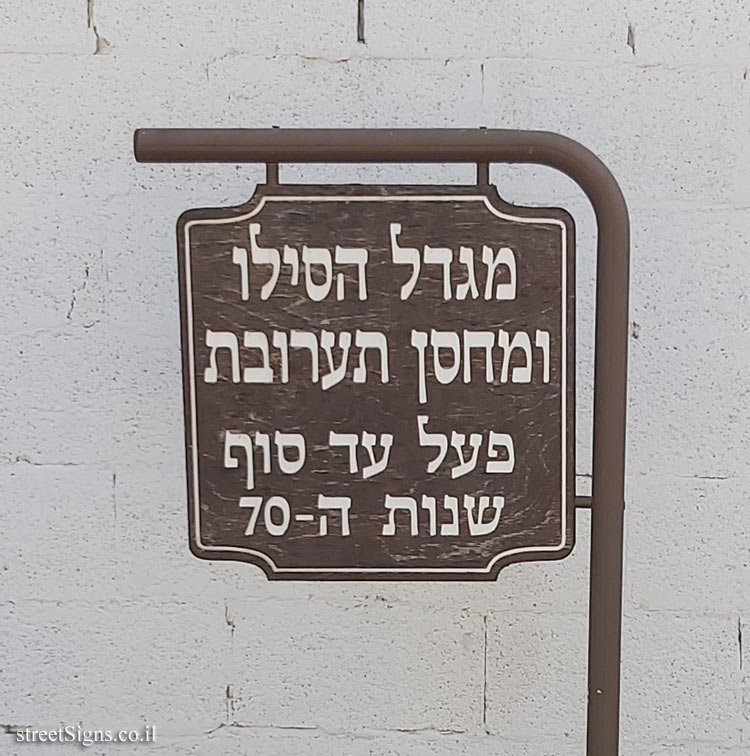 מגדל הסילו
ומחסן תערובת
פעל עד סוף
שנות ה-70
streetSigns.co.il